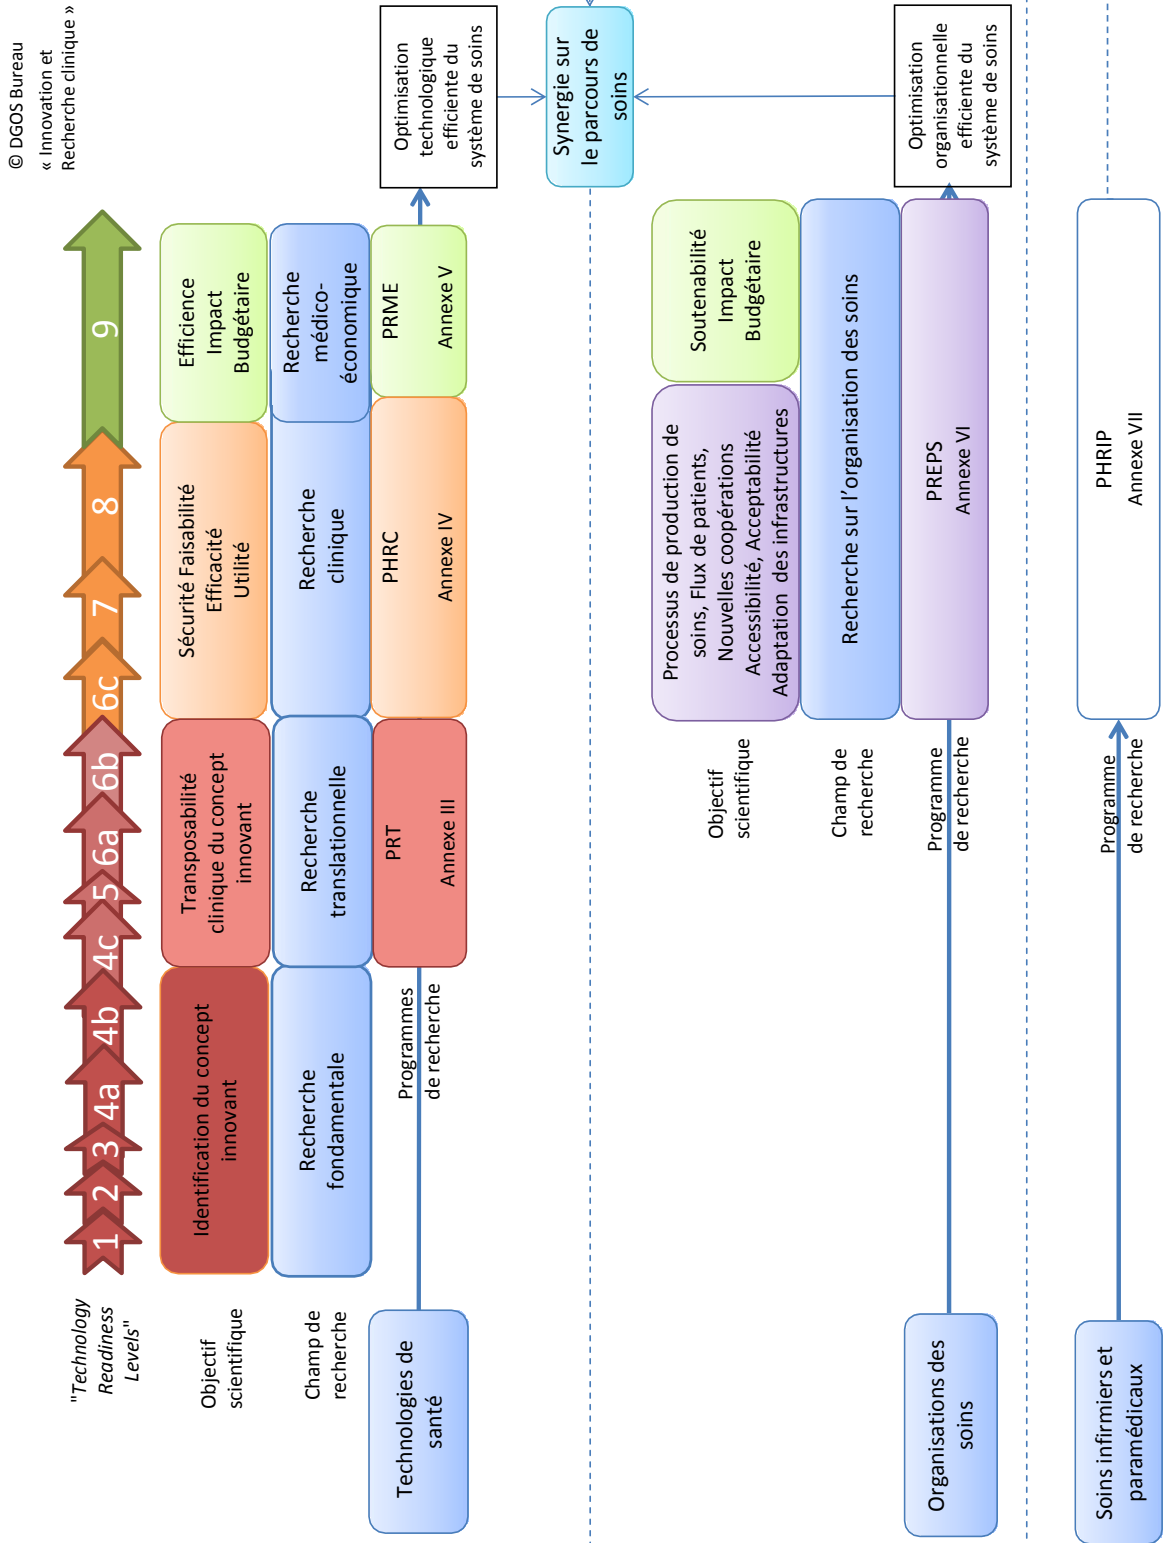 © DGOS Bureau
« Innovation et
Recherche clinique »
"Technology
Readiness
Levels"
1
2
3
4a
4b
4c
5
6a
6b
6c
7
8
9
Objectif
scientifique
Identification du concept
innovant
Transposabilité
clinique du concept
innovant
Sécurité Faisabilité
Efficacité
Utilité
Efficience
Impact
Budgétaire
Champ de
recherche
Recherche
fondamentale
Recherche
translationnelle
Recherche
clinique
Recherche
médico-
économique
Technologies de
santé
Programmes
de recherche
PRT
Annexe III
PHRC
Annexe IV
PRME
Annexe V
Optimisation
technologique
efficiente du
système de soins
Synergie sur
le parcours de
soins
Objectif
scientifique
Processus de production de
soins, Flux de patients,
Nouvelles coopérations
Accessibilité, Acceptabilité
Adaptation des infrastructures
Soutenabilité
Impact
Budgétaire
Champ de
recherche
Recherche sur l'organisation des soins
Organisations des
soins
Programme
de recherche
PREPS
Annexe VI
Optimisation
organisationnelle
efficiente du
système de soins
Soins infirmiers et
paramédicaux
Programme
de recherche
PHRIP
Annexe VII